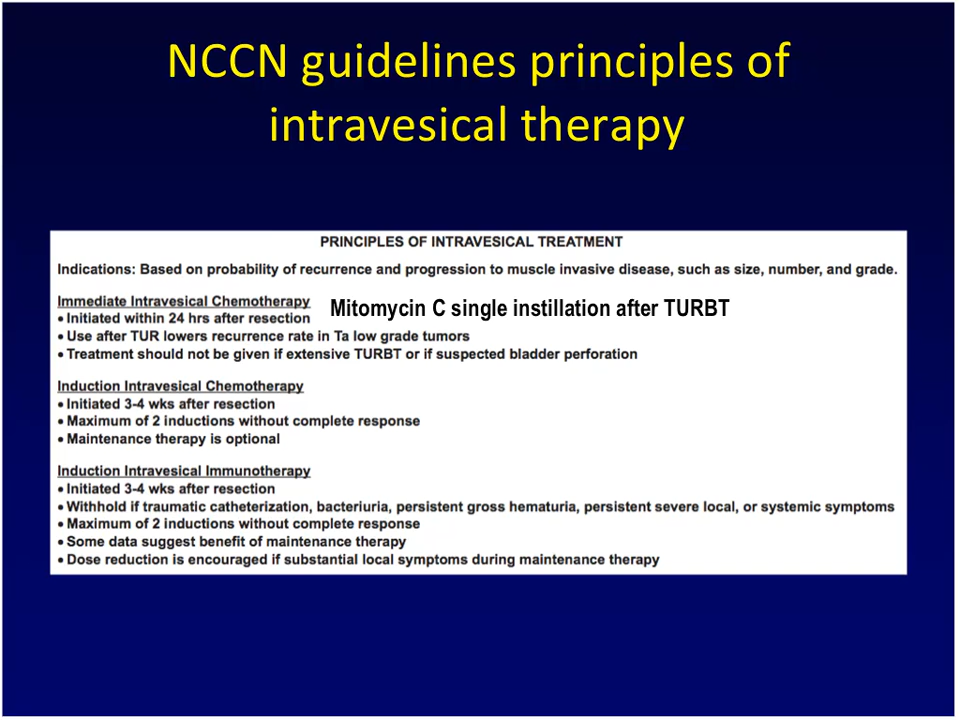 NCCN guidelines principles of
intravesical therapy
PRINCIPLES OF INTRAVESICAL TREATMENT
Indications: Based on probability of recurrence and progression to muscle invasive disease, such as size, number, and grade.
Immediate Intravesical Chemotherapy
• Initiated within 24 hrs after resection
Mitomycin C single instillation after TURBT
• Use after TUR lowers recurrence rate in Ta low grade tumors
• Treatment should not be given if extensive TURBT or if suspected bladder perforation
Induction Intravesical Chemotherapy
• Initiated 3-4 wks after resection
• Maximum of 2 inductions without complete response
• Maintenance therapy is optional
Induction Intravesical Immunotherapy
• Initiated 3-4 wks after resection
• Withhold if traumatic catheterization, bacteriuria, persistent gross hematuria, persistent severe local, or systemic symptoms
• Maximum of 2 inductions without complete response
• Some data suggest benefit of maintenance therapy
• Dose reduction is encouraged if substantial local symptoms during maintenance therapy